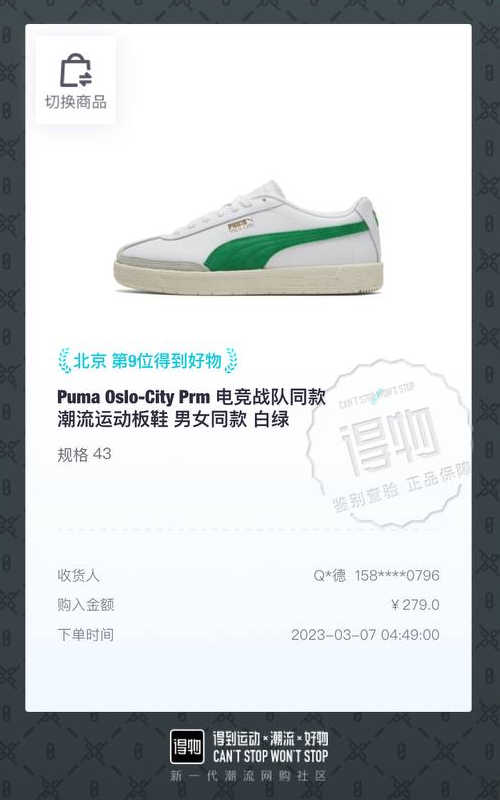 切换商品
北京 第9位得到好物
Puma Oslo-City Prm 电竞战队同款
潮流运动板鞋 男女同款 白绿
规格 43
CAN'T STOP WON'T STOP
得物
鉴别查验 正品保障
收货人 Q*德 158****0796
购入金额 ¥279.0
下单时间 2023-03-07 04:49:00
得物
得到运动×潮流×好物
CAN'T STOP WON'T STOP
新一代潮流网购社区